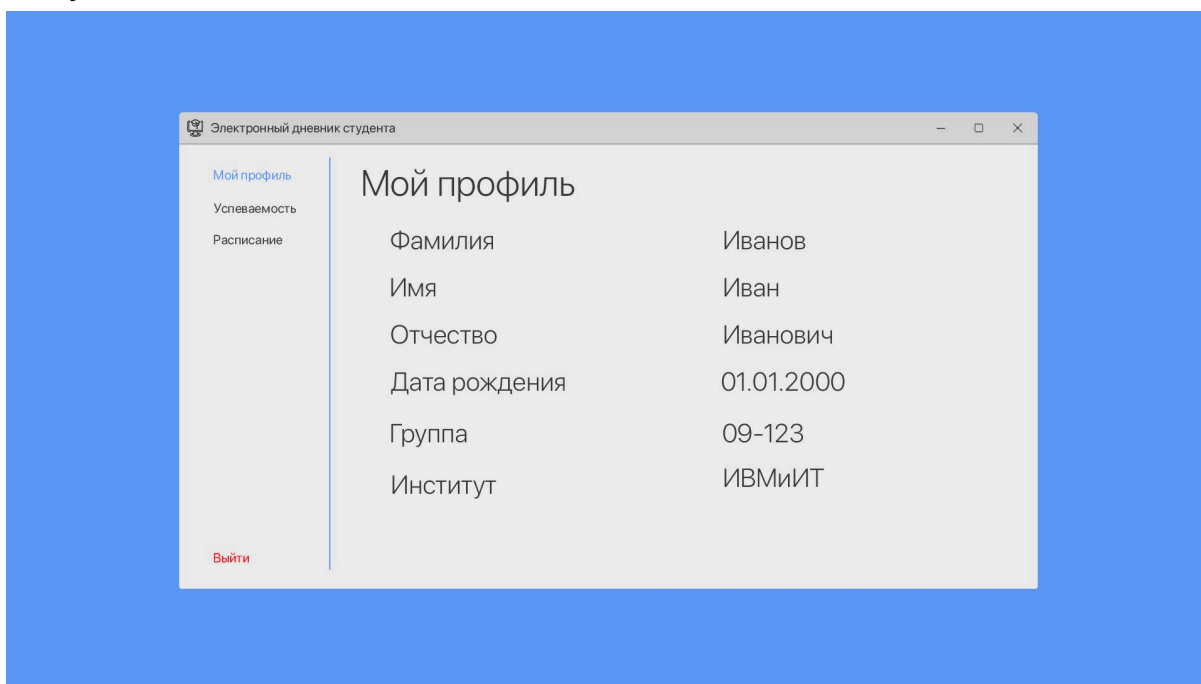 Электронный дневник студента
Мой профиль
Успеваемость
Расписание
Выйти
Мой профиль
Фамилия Иванов
Имя Иван
Отчество Иванович
Дата рождения 01.01.2000
Группа 09-123
Институт ИВМиИТ